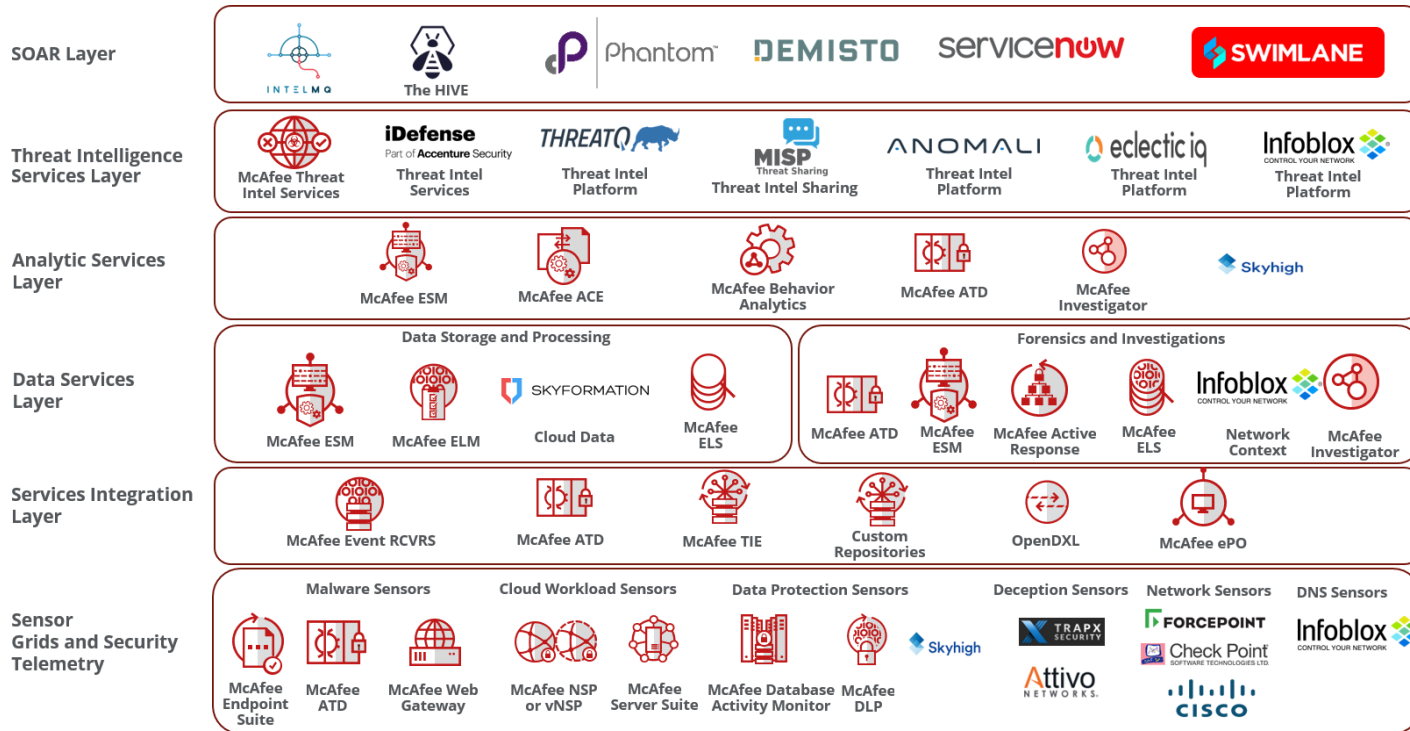 SOAR Layer
INTELMQ
The HIVE
Phantom™
DEMISTO
servicenow
SWIMLANE
Threat Intelligence
Services Layer
McAfee Threat
Intel Services
iDefense
Part of Accenture Security
Threat Intel
Services
THREATQ
Threat Intel
Platform
MISP
Threat Sharing
Threat Intel Sharing
ANOMALI
Threat Intel
Platform
eclectic iq
Threat Intel
Platform
Infoblox
CONTROL YOUR NETWORK
Threat Intel
Platform
Analytic Services
Layer
McAfee ESM
McAfee ACE
McAfee Behavior
Analytics
McAfee ATD
McAfee
Investigator
Skyhigh
Data Services
Layer
Data Storage and Processing
McAfee ESM
McAfee ELM
SKYFORMATION
Cloud Data
McAfee
ELS
Forensics and Investigations
McAfee ATD
McAfee
ESM
McAfee Active
Response
McAfee
ELS
Infoblox
CONTROL YOUR NETWORK
Network
Context
McAfee
Investigator
Services Integration
Layer
McAfee Event RCVRS
McAfee ATD
McAfee TIE
Custom
Repositories
OpenDXL
McAfee ePO
Sensor
Grids and Security
Telemetry
Malware Sensors
McAfee
Endpoint
Suite
McAfee
ATD
McAfee Web
Gateway
Cloud Workload Sensors
McAfee NSP
or vNSP
McAfee
Server Suite
Data Protection Sensors
McAfee Database
Activity Monitor
McAfee
DLP
Skyhigh
Deception Sensors
TRAPX
SECURITY
Attivo
NETWORKS.
Network Sensors
FORCEPOINT
Check Point
SOFTWARE TECHNOLOGIES LTD.
CISCO
DNS Sensors
Infoblox
CONTROL YOUR NETWORK